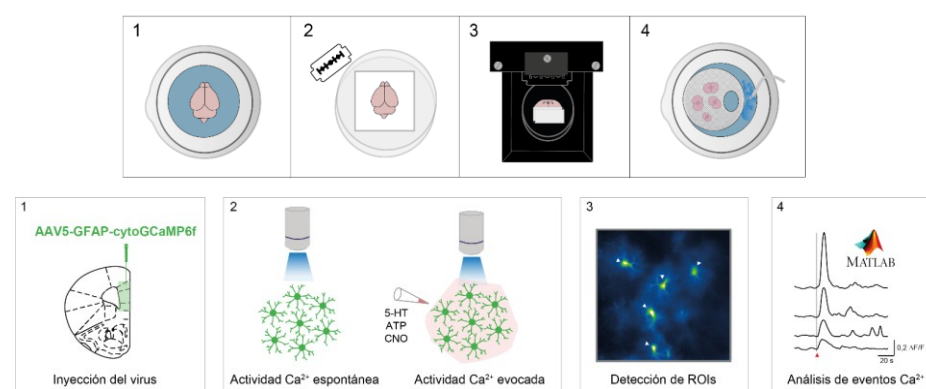 1
2
3
4
1
AAV5-GFAP-cytoGCaMP6f
Inyección del virus
2
5-HT
ATP
CNO
Actividad Ca²⁺ espontánea
Actividad Ca²⁺ evocada
3
Detección de ROIs
4
MATLAB
0,2 ΔF/F
20 s
Análisis de eventos Ca²⁺